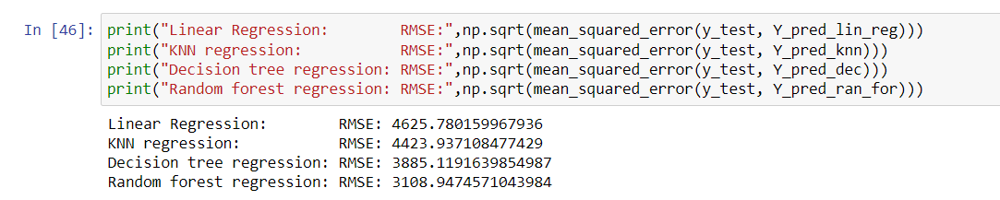 In [46]: print("Linear Regression:        RMSE:",np.sqrt(mean_squared_error(y_test, Y_pred_lin_reg)))
print("KNN regression:           RMSE:",np.sqrt(mean_squared_error(y_test, Y_pred_knn)))
print("Decision tree regression: RMSE:",np.sqrt(mean_squared_error(y_test, Y_pred_dec)))
print("Random forest regression: RMSE:",np.sqrt(mean_squared_error(y_test, Y_pred_ran_for)))
Linear Regression:        RMSE: 4625.780159967936
KNN regression:           RMSE: 4423.937108477429
Decision tree regression: RMSE: 3885.1191639854987
Random forest regression: RMSE: 3108.9474571043984